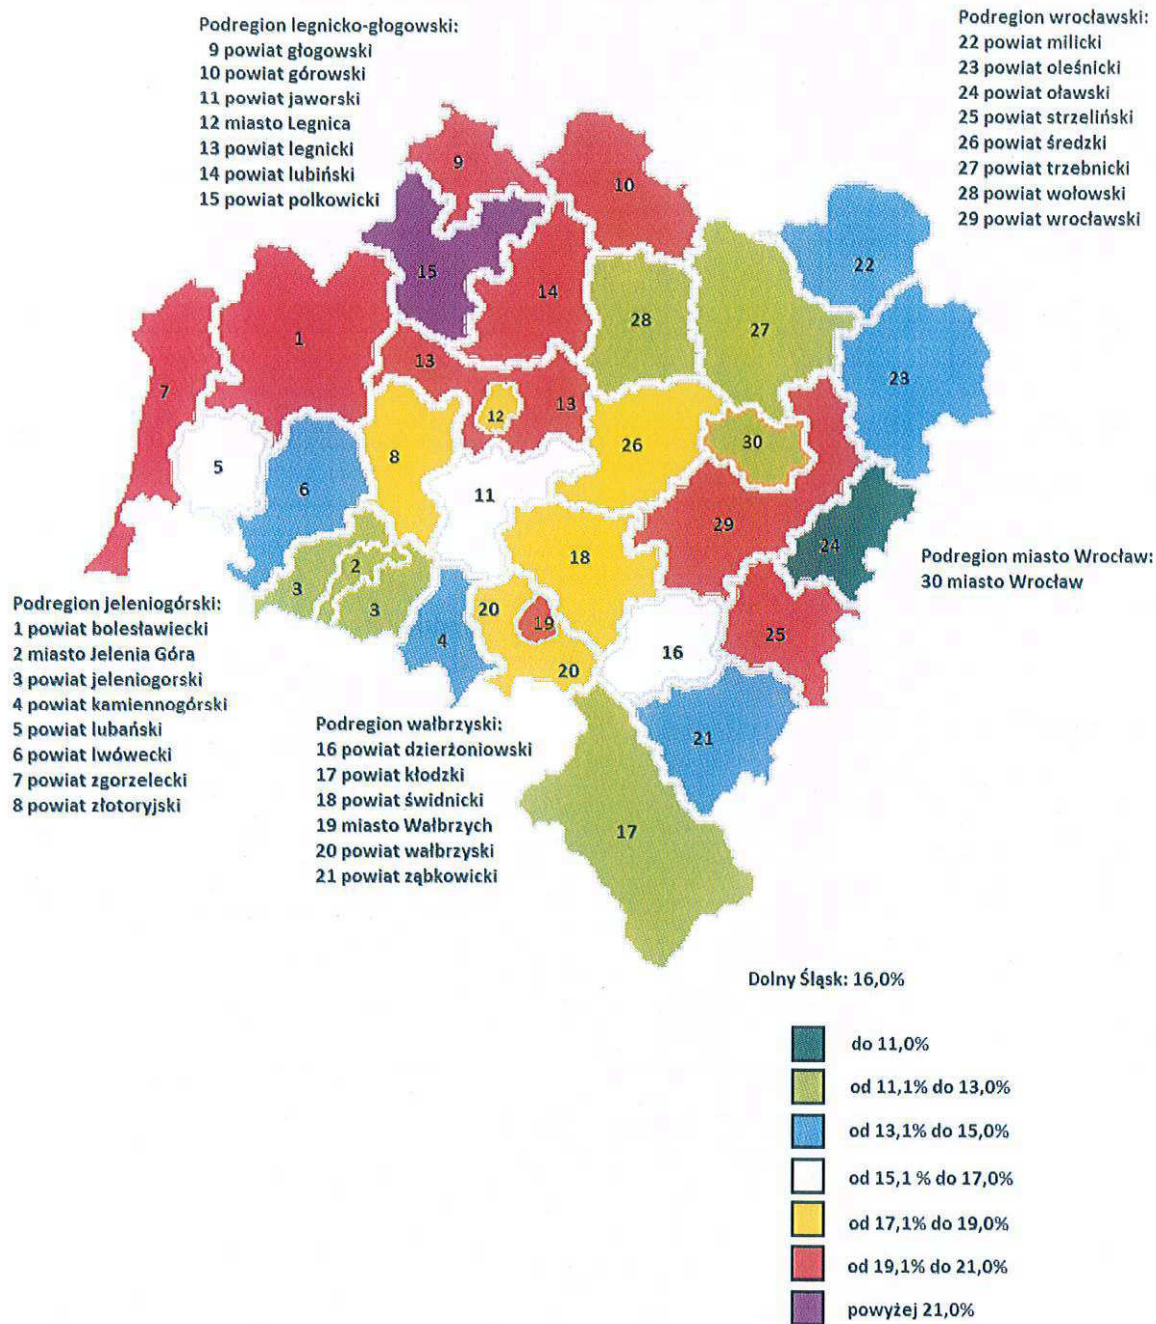 Podregion legnicko-głogowski:
9 powiat głogowski
10 powiat górowski
11 powiat jaworski
12 miasto Legnica
13 powiat legnicki
14 powiat lubiński
15 powiat polkowicki
Podregion wrocławski:
22 powiat milicki
23 powiat oleśnicki
24 powiat oławski
25 powiat strzeliński
26 powiat średzki
27 powiat trzebnicki
28 powiat wołowski
29 powiat wrocławski
9
10
15
14
22
28
27
1
7
13
13
12
23
5
6
8
26
30
11
29
24
18
2
3
3
4
20
19
20
16
25
21
17
Podregion miasto Wrocław:
30 miasto Wrocław
Podregion jeleniogórski:
1 powiat bolesławiecki
2 miasto Jelenia Góra
3 powiat jeleniogorski
4 powiat kamiennogórski
5 powiat lubański
6 powiat lwówecki
7 powiat zgorzelecki
8 powiat złotoryjski
Podregion wałbrzyski:
16 powiat dzierżoniowski
17 powiat kłodzki
18 powiat świdnicki
19 miasto Wałbrzych
20 powiat wałbrzyski
21 powiat ząbkowicki
Dolny Śląsk: 16,0%
do 11,0%
od 11,1% do 13,0%
od 13,1% do 15,0%
od 15,1 % do 17,0%
od 17,1% do 19,0%
od 19,1% do 21,0%
powyżej 21,0%